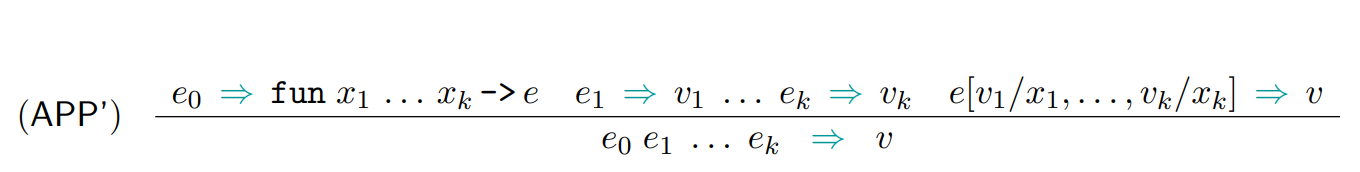 (APP’) e₀ ⇒ fun x₁ … xₖ -> e e₁ ⇒ v₁ … eₖ ⇒ vₖ e[v₁/x₁, …, vₖ/xₖ] ⇒ v
e₀ e₁ … eₖ ⇒ v